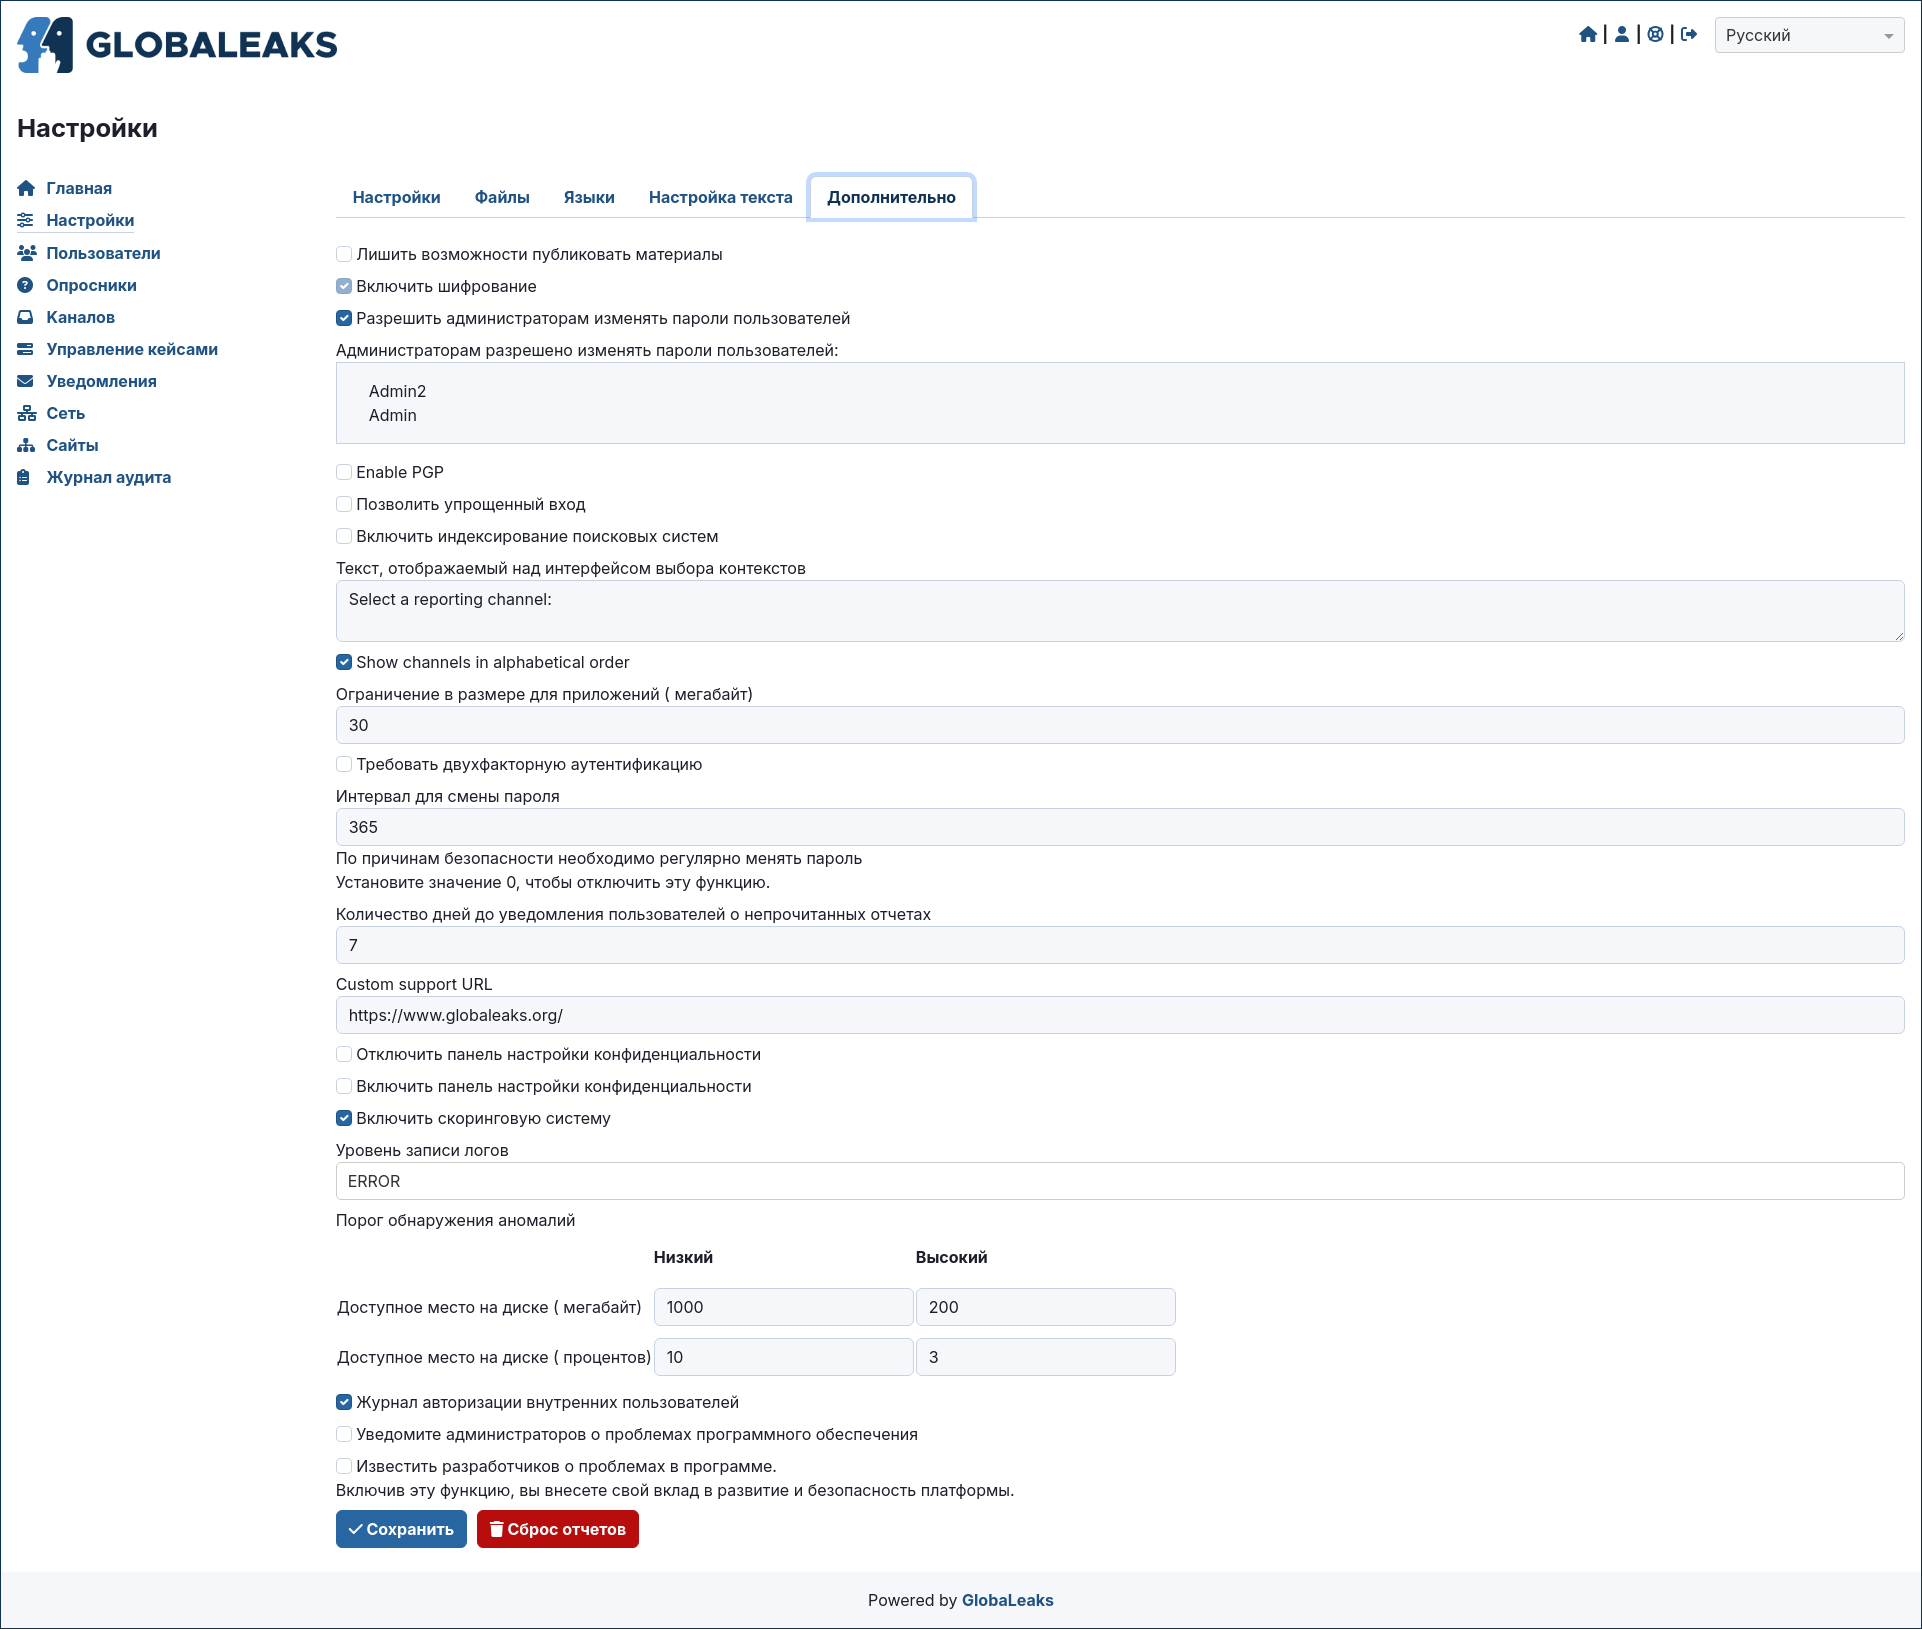 GLOBALEAKS
| | |
Русский
Настройки
Главная
Настройки
Пользователи
Опросники
Каналов
Управление кейсами
Уведомления
Сеть
Сайты
Журнал аудита
Настройки Файлы Языки Настройка текста Дополнительно
Лишить возможности публиковать материалы
Включить шифрование
Разрешить администраторам изменять пароли пользователей
Администраторам разрешено изменять пароли пользователей:
Admin2
Admin
Enable PGP
Позволить упрощенный вход
Включить индексирование поисковых систем
Текст, отображаемый над интерфейсом выбора контекстов
Select a reporting channel:
Show channels in alphabetical order
Ограничение в размере для приложений ( мегабайт)
30
Требовать двухфакторную аутентификацию
Интервал для смены пароля
365
По причинам безопасности необходимо регулярно менять пароль
Установите значение 0, чтобы отключить эту функцию.
Количество дней до уведомления пользователей о непрочитанных отчетах
7
Custom support URL
https://www.globaleaks.org/
Отключить панель настройки конфиденциальности
Включить панель настройки конфиденциальности
Включить скоринговую систему
Уровень записи логов
ERROR
Порог обнаружения аномалий
Низкий Высокий
Доступное место на диске ( мегабайт) 1000 200
Доступное место на диске ( процентов) 10 3
Журнал авторизации внутренних пользователей
Уведомите администраторов о проблемах программного обеспечения
Известить разработчиков о проблемах в программе.
Включив эту функцию, вы внесете свой вклад в развитие и безопасность платформы.
Сохранить Сброс отчетов
Powered by GlobaLeaks